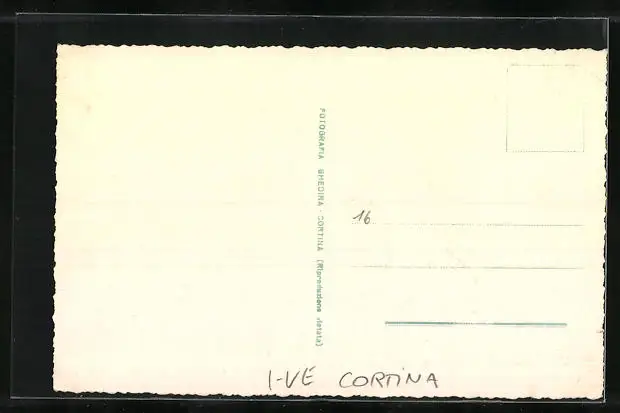 FOTOGRAFIA GHEDINA - CORTINA (Riproduzione vietata)
16
I-VE CORTINA